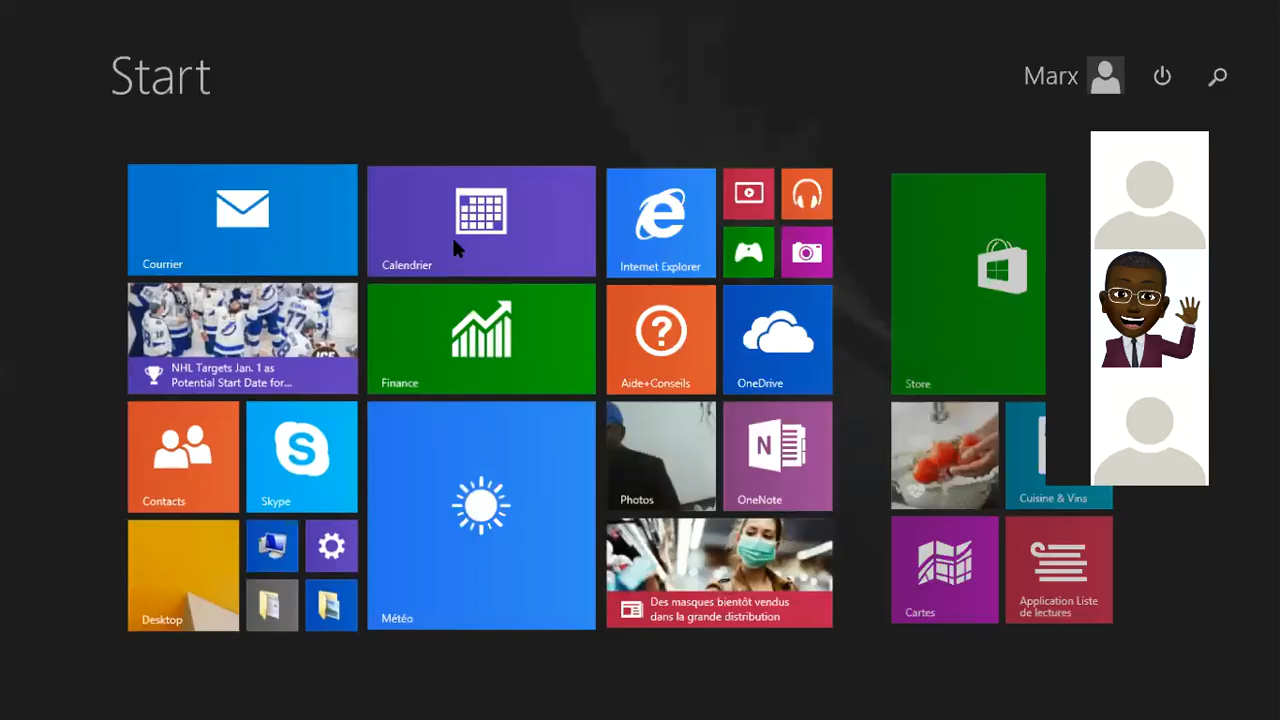 Start
Marx
Courrier
Calendrier
Internet Explorer
Store
NHL Targets Jan. 1 as
Potential Start Date for...
Finance
Aide+Conseils
OneDrive
Contacts
Skype
Météo
Photos
N
OneNote
Cuisine & Vins
Desktop
Des masques bientôt vendus
dans la grande distribution
Cartes
Application Liste
de lectures